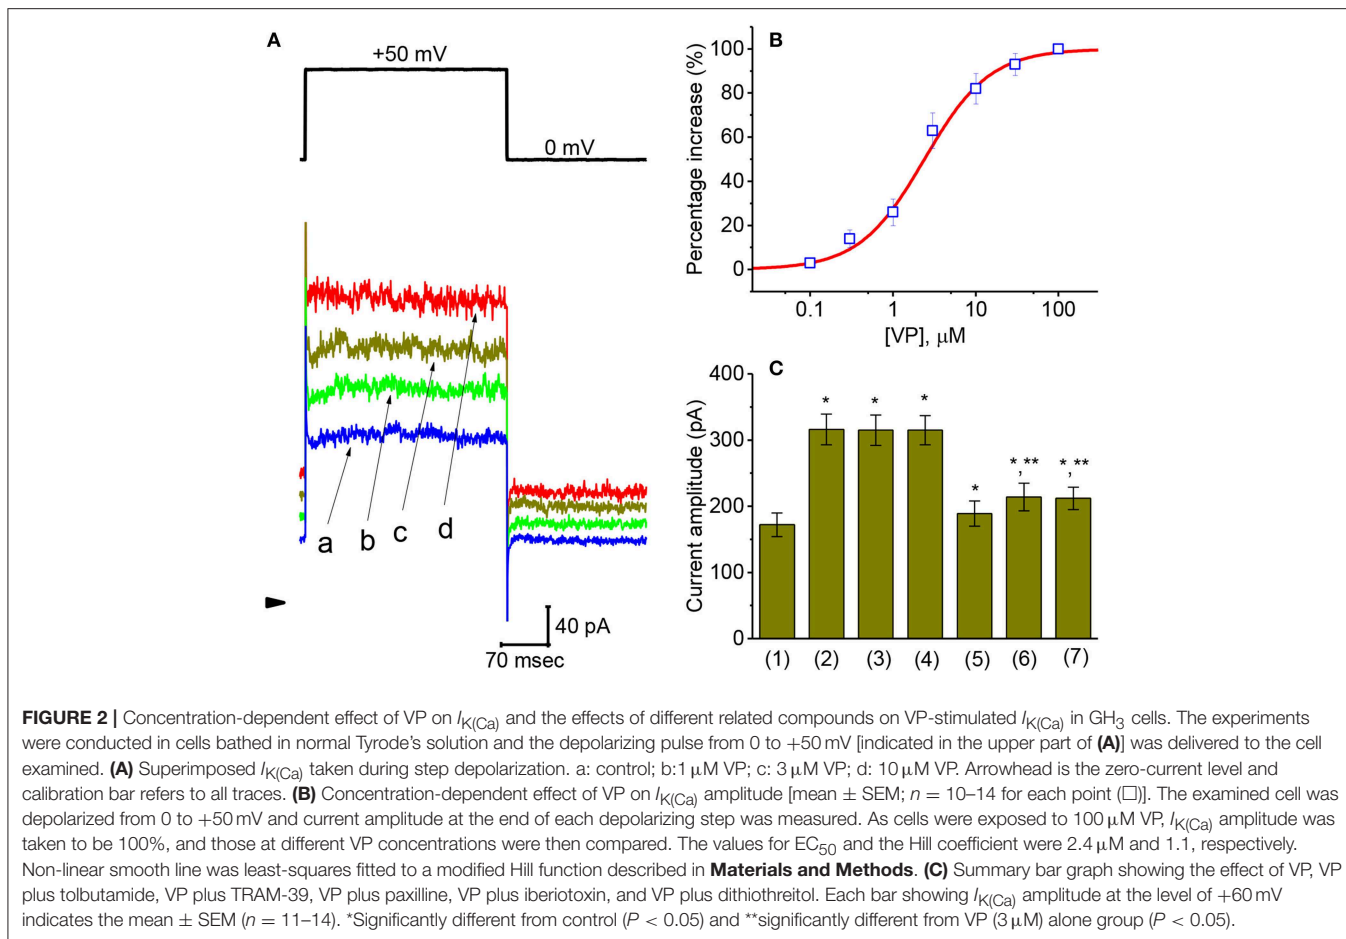 A
+50 mV
0 mV
a b c d
40 pA
70 msec
B
Percentage increase (%)
100
80
60
40
20
0
0.1 1 10 100
[VP], μM
C
Current amplitude (pA)
400
300
200
100
0
* * * * *,** *,**
(1) (2) (3) (4) (5) (6) (7)
FIGURE 2 | Concentration-dependent effect of VP on IK(Ca) and the effects of different related compounds on VP-stimulated IK(Ca) in GH3 cells. The experiments
were conducted in cells bathed in normal Tyrode's solution and the depolarizing pulse from 0 to +50 mV [indicated in the upper part of (A)] was delivered to the cell
examined. (A) Superimposed IK(Ca) taken during step depolarization. a: control; b:1 μM VP; c: 3 μM VP; d: 10 μM VP. Arrowhead is the zero-current level and
calibration bar refers to all traces. (B) Concentration-dependent effect of VP on IK(Ca) amplitude [mean ± SEM; n = 10–14 for each point (□)]. The examined cell was
depolarized from 0 to +50 mV and current amplitude at the end of each depolarizing step was measured. As cells were exposed to 100 μM VP, IK(Ca) amplitude was
taken to be 100%, and those at different VP concentrations were then compared. The values for EC50 and the Hill coefficient were 2.4 μM and 1.1, respectively.
Non-linear smooth line was least-squares fitted to a modified Hill function described in Materials and Methods. (C) Summary bar graph showing the effect of VP, VP
plus tolbutamide, VP plus TRAM-39, VP plus paxilline, VP plus iberiotoxin, and VP plus dithiothreitol. Each bar showing IK(Ca) amplitude at the level of +60 mV
indicates the mean ± SEM (n = 11–14). *Significantly different from control (P < 0.05) and **significantly different from VP (3 μM) alone group (P < 0.05).